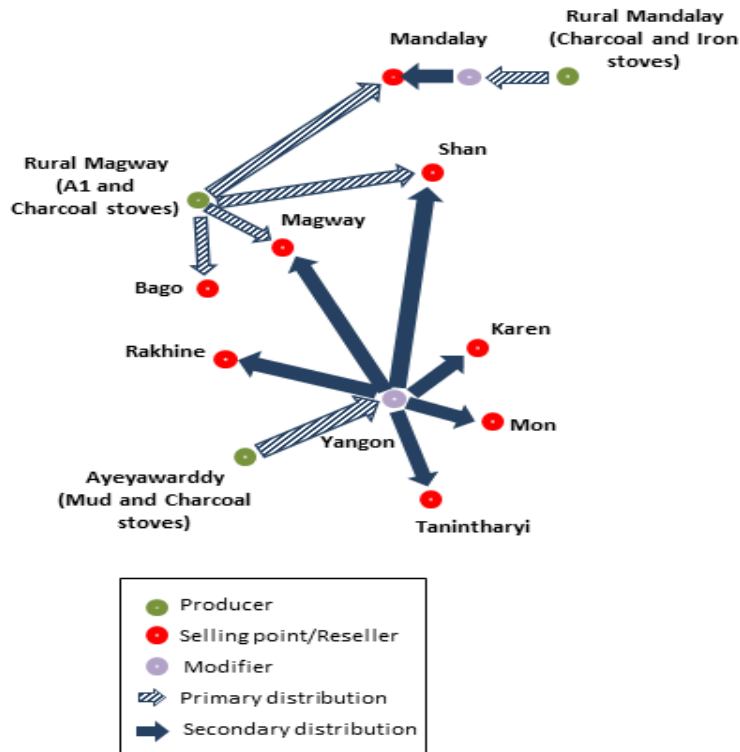 Rural Mandalay
(Charcoal and Iron
stoves)
Mandalay
Shan
Rural Magway
(A1 and
Charcoal stoves)
Magway
Bago
Karen
Rakhine
Mon
Yangon
Ayeyawarddy
(Mud and Charcoal
stoves)
Tanintharyi
Producer
Selling point/Reseller
Modifier
Primary distribution
Secondary distribution